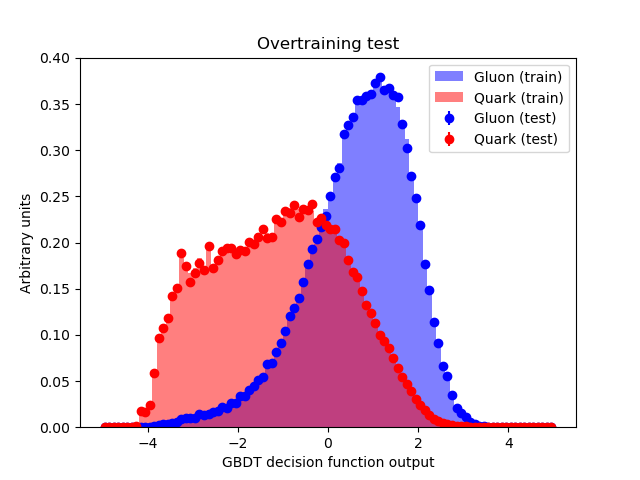 Overtraining test
0.40
0.35
0.30
0.25
0.20
0.15
0.10
0.05
0.00
Arbitrary units
Gluon (train)
Quark (train)
Gluon (test)
Quark (test)
−4
−2
0
2
4
GBDT decision function output